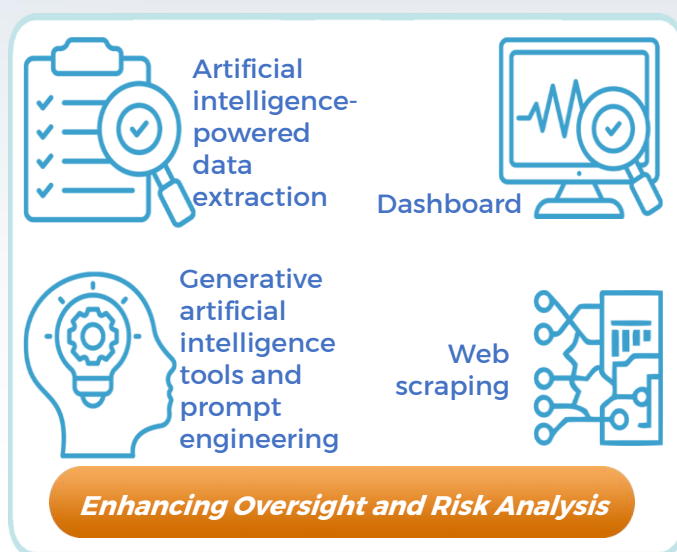 Artificial
intelligence-
powered
data
extraction
Dashboard
Generative
artificial
intelligence
tools and
prompt
engineering
Web
scraping
Enhancing Oversight and Risk Analysis